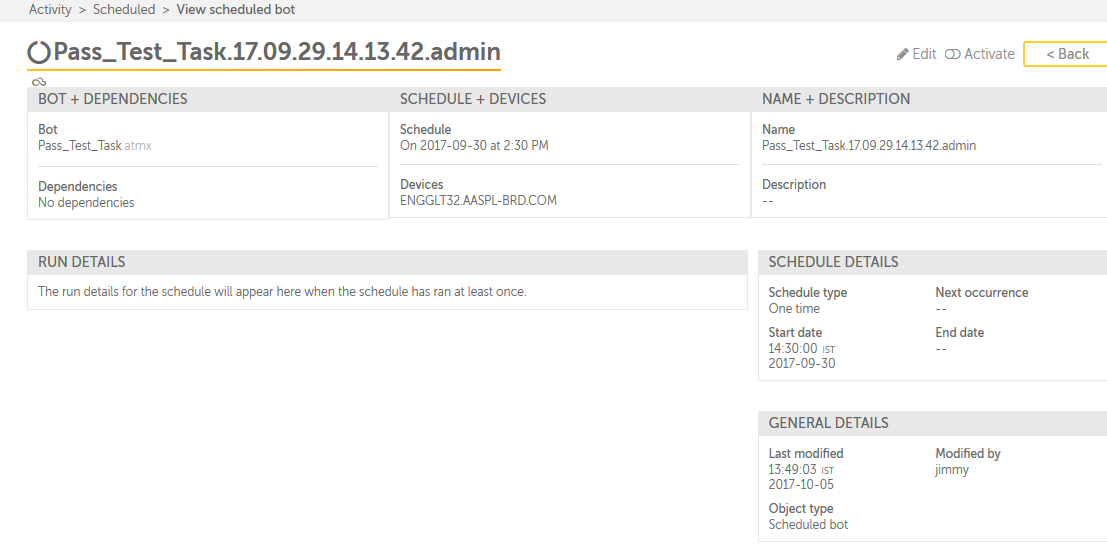 Activity > Scheduled > View scheduled bot
Pass_Test_Task.17.09.29.14.13.42.admin
Edit Activate < Back
BOT + DEPENDENCIES
Bot
Pass_Test_Task.atmx
Dependencies
No dependencies
SCHEDULE + DEVICES
Schedule
On 2017-09-30 at 2:30 PM
Devices
ENGGLT32.AASPL-BRD.COM
NAME + DESCRIPTION
Name
Pass_Test_Task.17.09.29.14.13.42.admin
Description
--
RUN DETAILS
The run details for the schedule will appear here when the schedule has ran at least once.
SCHEDULE DETAILS
Schedule type
One time
Next occurrence
--
Start date
14:30:00 IST
2017-09-30
End date
--
GENERAL DETAILS
Last modified
13:49:03 IST
2017-10-05
Modified by
jimmy
Object type
Scheduled bot